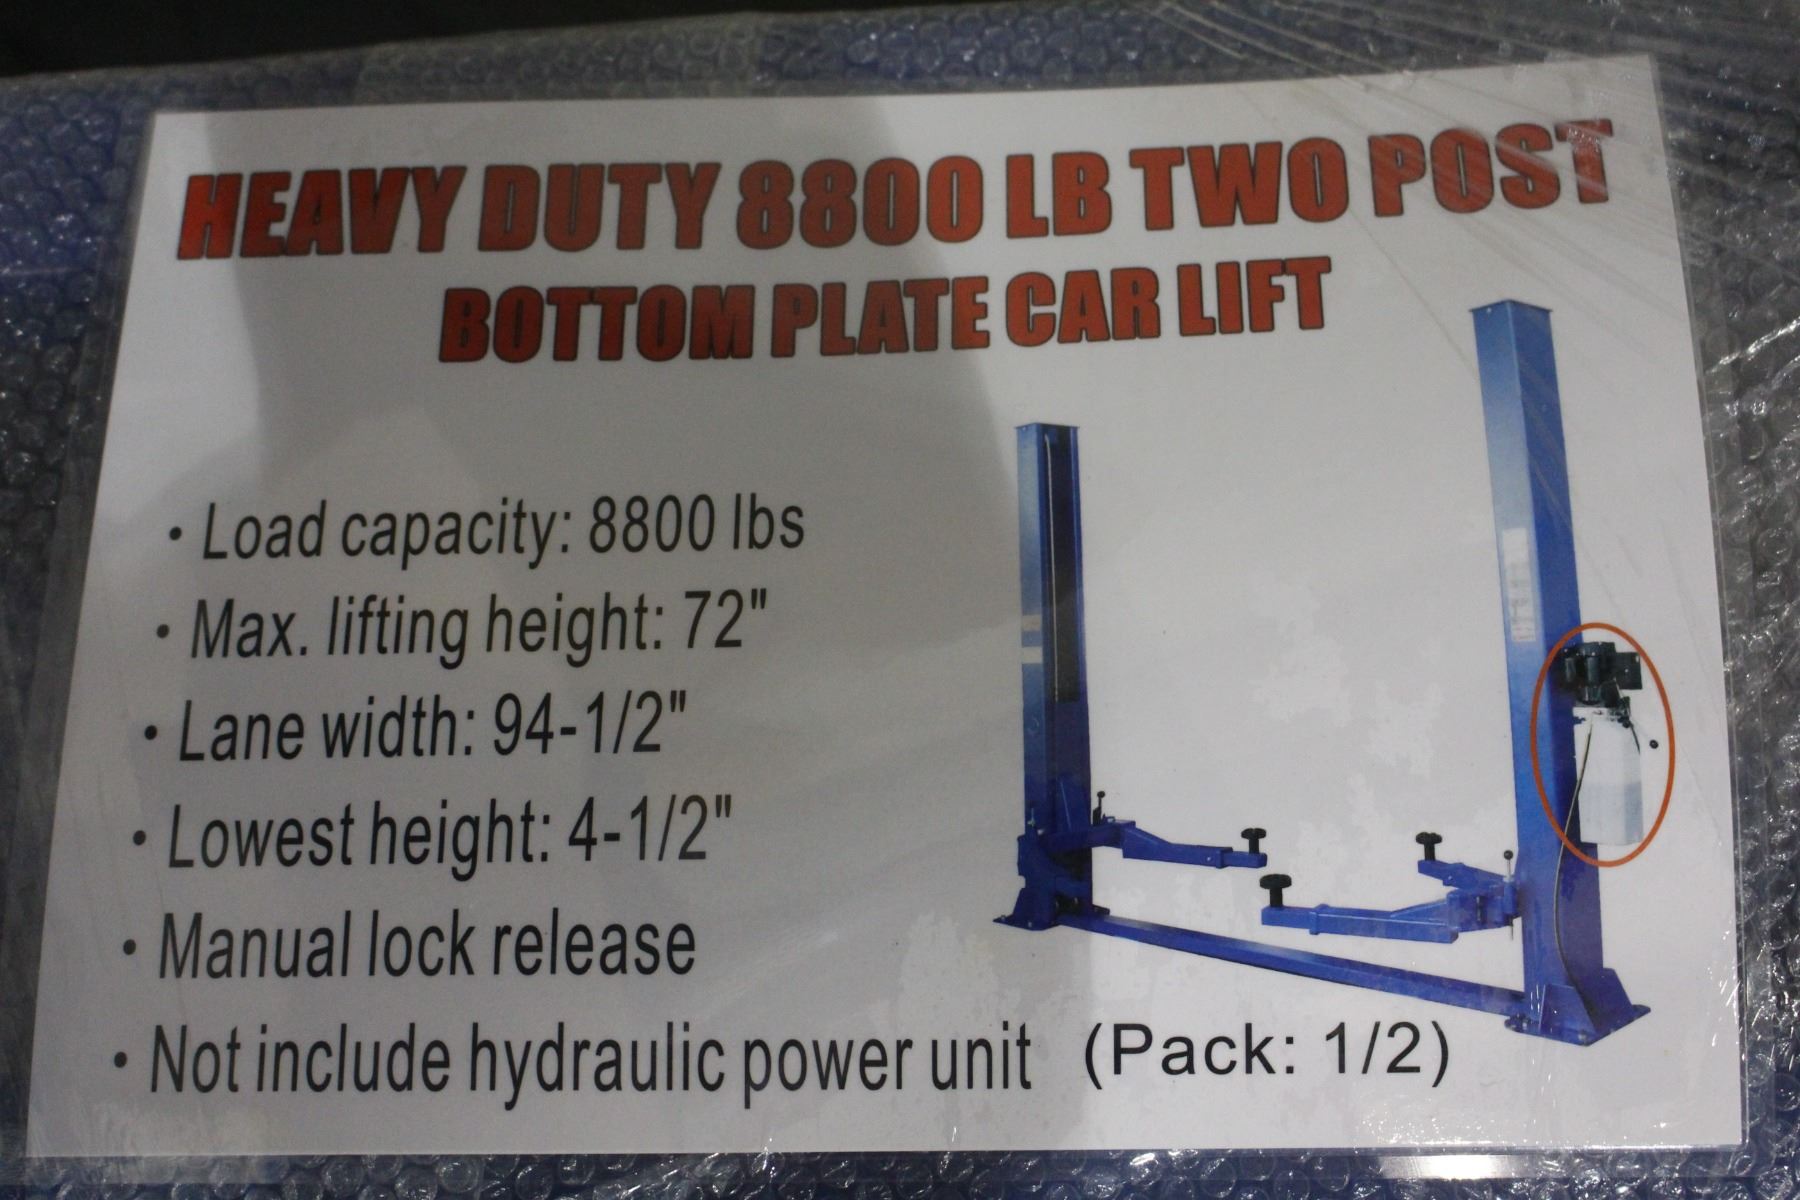 HEAVY DUTY 8800 LB TWO POST
BOTTOM PLATE CAR LIFT
· Load capacity: 8800 lbs
· Max. lifting height: 72"
· Lane width: 94-1/2"
· Lowest height: 4-1/2"
· Manual lock release
· Not include hydraulic power unit (Pack: 1/2)